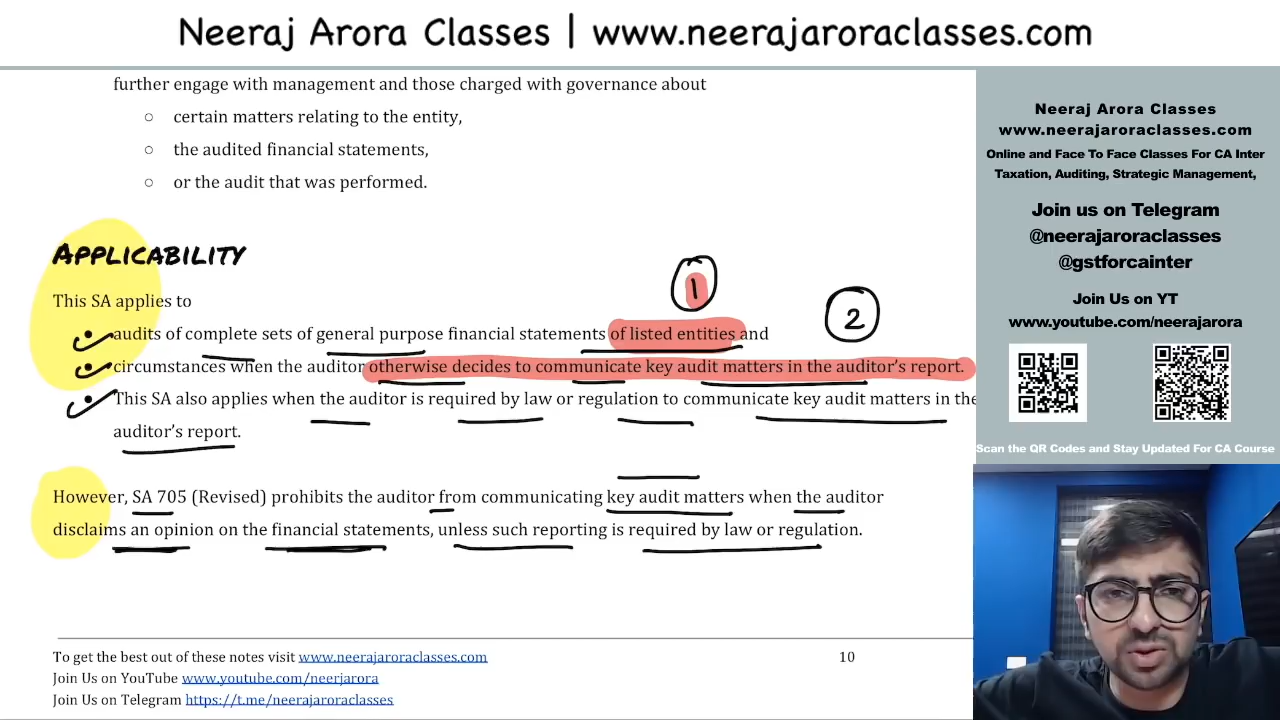 Neeraj Arora Classes | www.neerajaroraclasses.com
further engage with management and those charged with governance about
○ certain matters relating to the entity,
○ the audited financial statements,
○ or the audit that was performed.
APPLICABILITY
This SA applies to
1
2
• audits of complete sets of general purpose financial statements of listed entities and
• circumstances when the auditor otherwise decides to communicate key audit matters in the auditor's report.
• This SA also applies when the auditor is required by law or regulation to communicate key audit matters in the
auditor's report.
However, SA 705 (Revised) prohibits the auditor from communicating key audit matters when the auditor
disclaims an opinion on the financial statements, unless such reporting is required by law or regulation.
To get the best out of these notes visit www.neerajaroraclasses.com
10
Join Us on YouTube www.youtube.com/neerjarora
Join Us on Telegram https://t.me/neerajaroraclasses
Neeraj Arora Classes
www.neerajaroraclasses.com
Online and Face To Face Classes For CA Inter
Taxation, Auditing, Strategic Management,
Join us on Telegram
@neerajaroraclasses
@gstforcainter
Join Us on YT
www.youtube.com/neerajarora
Scan the QR Codes and Stay Updated For CA Course